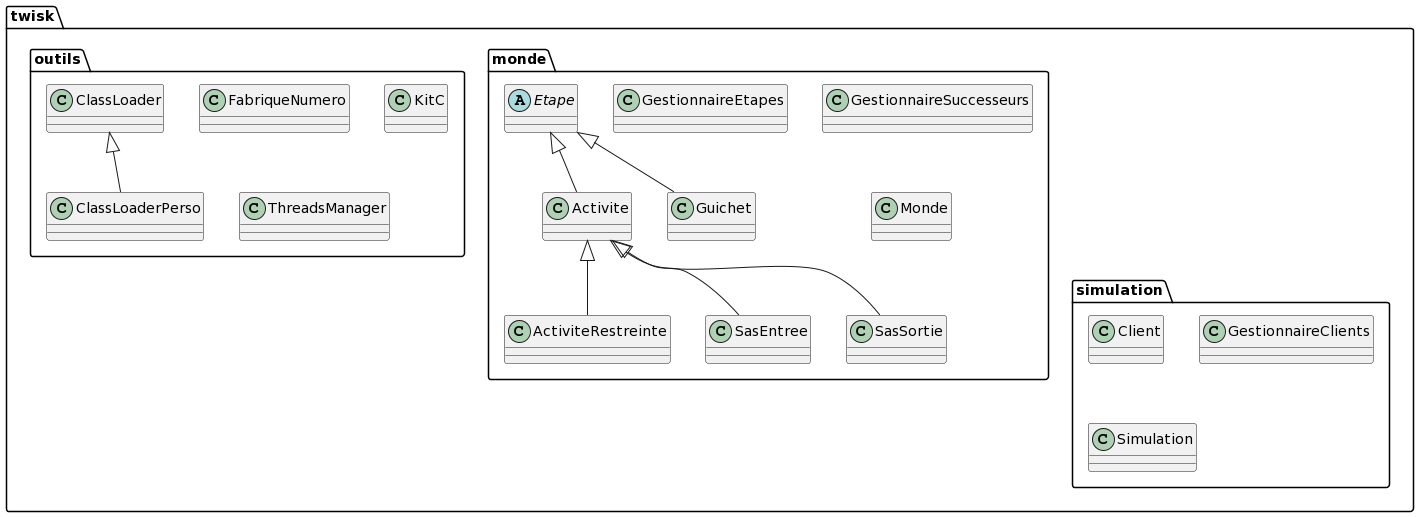 twisk
outils
C ClassLoader
C FabriqueNumero
C KitC
C ClassLoaderPerso
C ThreadsManager
monde
A Etape
C GestionnaireEtapes
C GestionnaireSuccesseurs
C Activite
C Guichet
C Monde
C ActiviteRestreinte
C SasEntree
C SasSortie
simulation
C Client
C GestionnaireClients
C Simulation